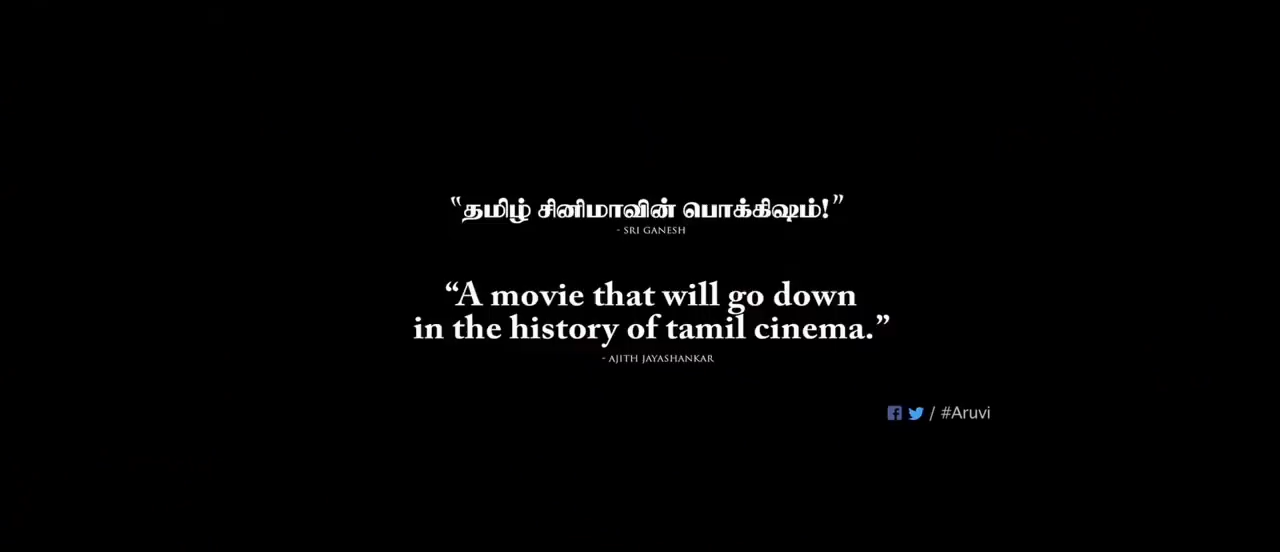 “தமிழ் சினிமாவின் பொக்கிஷம்!”
- SRI GANESH
“A movie that will go down
in the history of tamil cinema.”
- AJITH JAYASHANKAR
/ #Aruvi